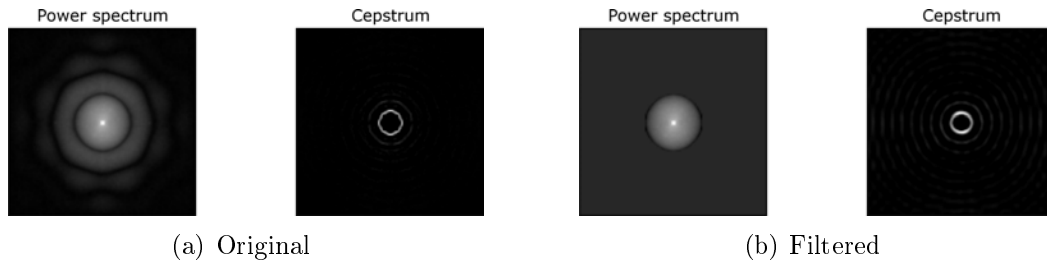 Power spectrum
Cepstrum
Power spectrum
Cepstrum
(a) Original
(b) Filtered